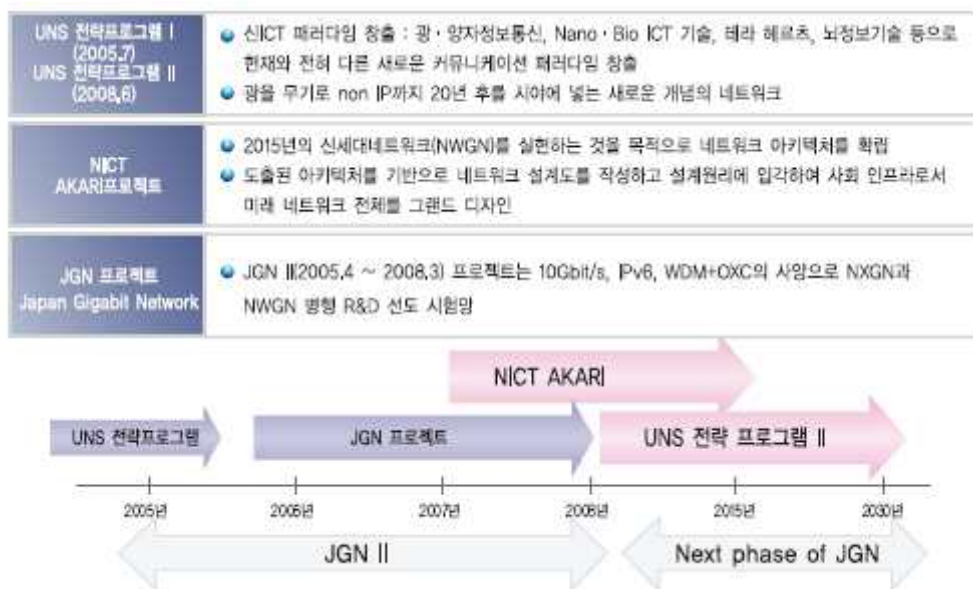 UNS 전략프로그램 I
(2005.7)
UNS 전략프로그램 II
(2008.6)
신ICT 패러다임 창출 : 광·양자정보통신, Nano·Bio ICT 기술, 테라 헤르츠, 뇌정보기술 등으로
현재와 전혀 다른 새로운 커뮤니케이션 패러다임 창출
광을 무기로 non IP까지 20년 후를 시야에 넣는 새로운 개념의 네트워크
NICT
AKARI프로젝트
2015년의 신세대네트워크(NWGN)를 실현하는 것을 목적으로 네트워크 아키텍처를 확립
도출된 아키텍처를 기반으로 네트워크 설계도를 작성하고 설계원리에 입각하여 사회 인프라로서
미래 네트워크 전체를 그랜드 디자인
JGN 프로젝트
Japan Gigabit Network
JGN II(2005.4 ~ 2008.3) 프로젝트는 10Gbit/s, IPv6, WDM+OXC의 사양으로 NXGN과
NWGN 병행 R&D 선도 시험망
NICT AKARI
UNS 전략프로그램
JGN 프로젝트
UNS 전략 프로그램 II
2005년
2006년
2007년
2008년
2015년
2030년
JGN II
Next phase of JGN